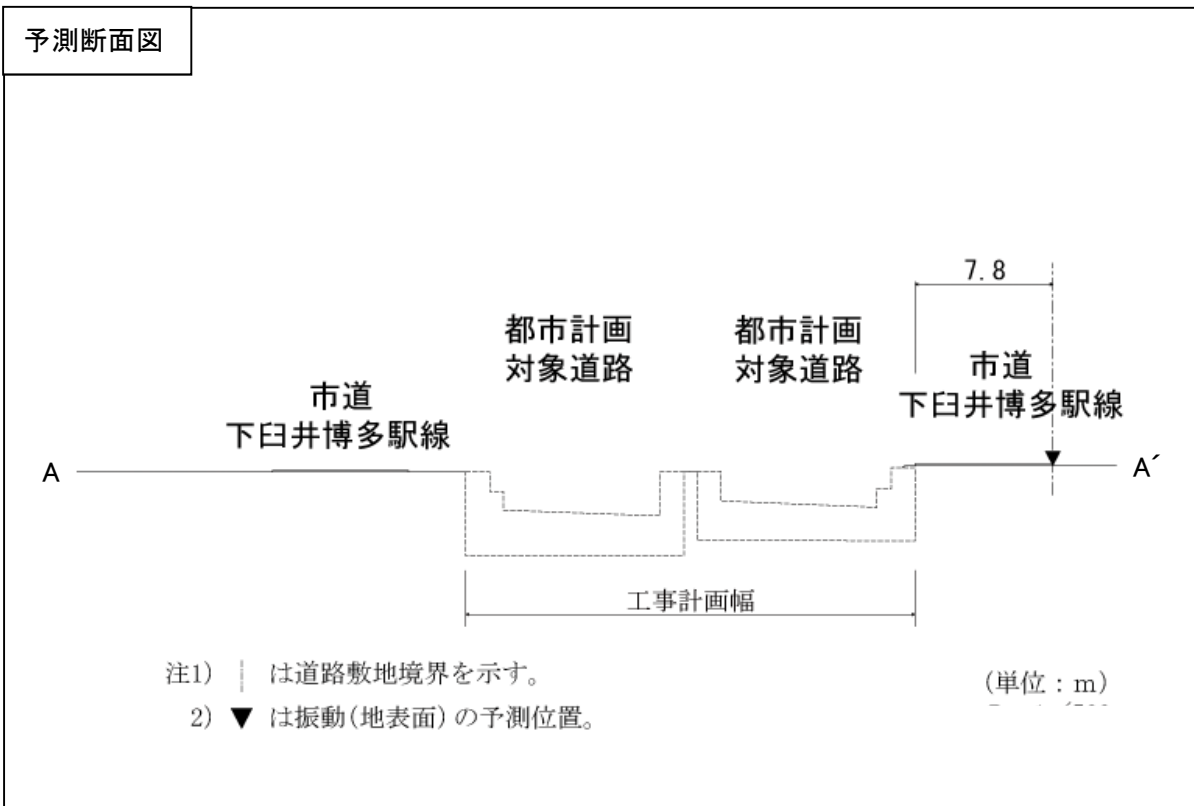 予測断面図
7.8
都市計画
対象道路
都市計画
対象道路
市道
下臼井博多駅線
市道
下臼井博多駅線
A
A´
工事計画幅
注1) は道路敷地境界を示す。
(単位：m)
2) ▼ は振動(地表面)の予測位置。